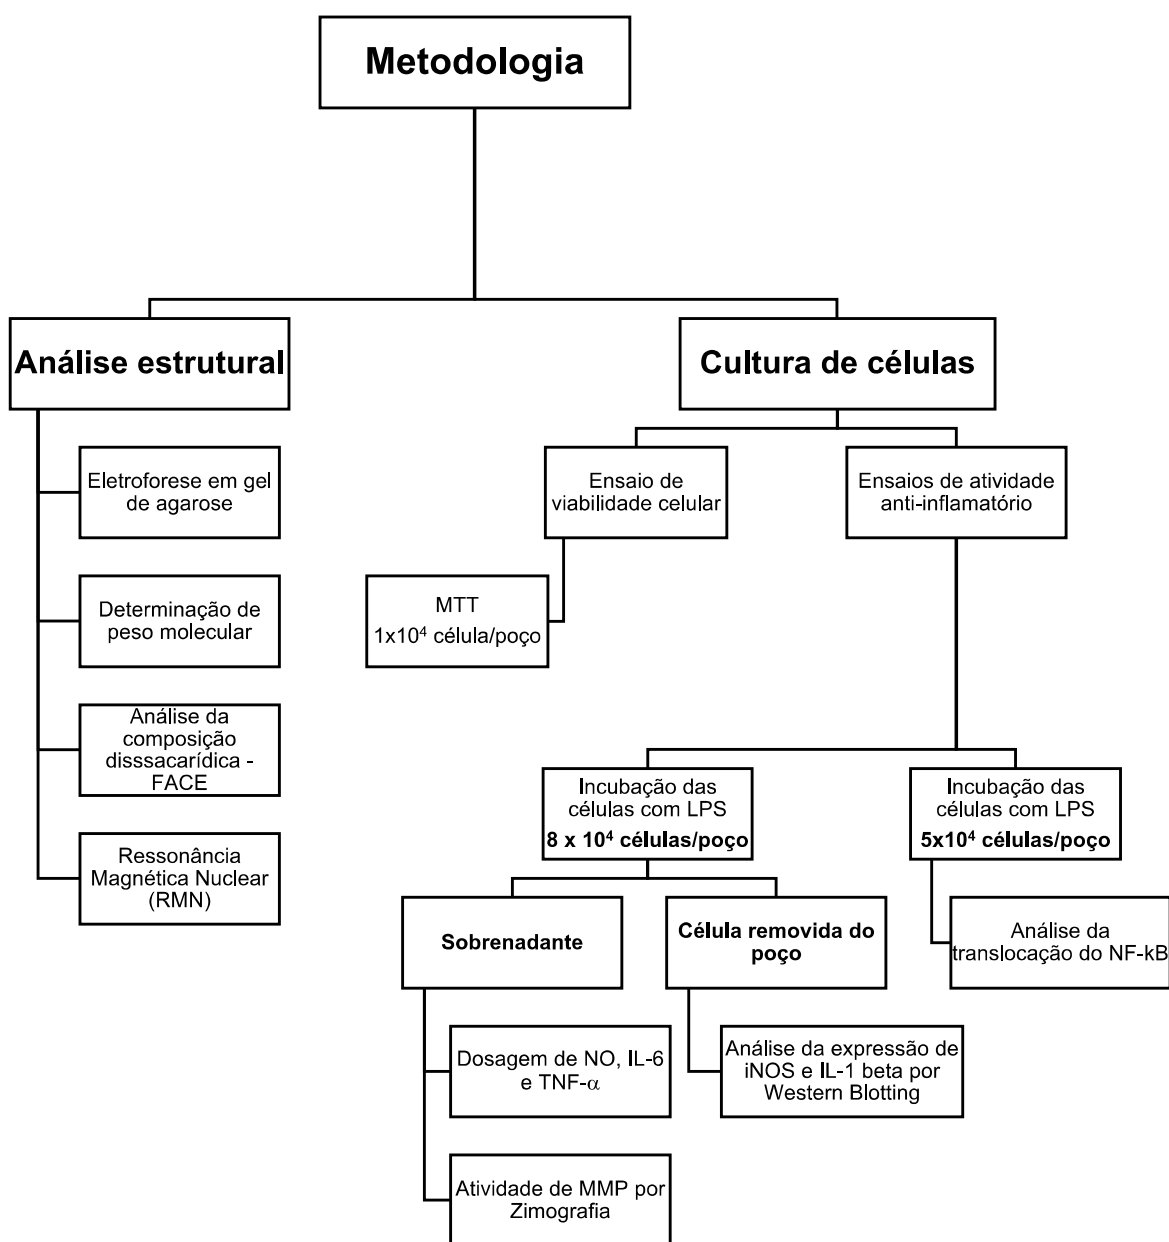 Metodologia
Análise estrutural
Eletroforese em gel
de agarose
Determinação de
peso molecular
Análise da
composição
disssacarídica -
FACE
Ressonância
Magnética Nuclear
(RMN)
Cultura de células
Ensaio de
viabilidade celular
MTT
1x10⁴ célula/poço
Ensaios de atividade
anti-inflamatório
Incubação das
células com LPS
8 x 10⁴ células/poço
Sobrenadante
Dosagem de NO, IL-6
e TNF-α
Atividade de MMP por
Zimografia
Célula removida do
poço
Análise da expressão de
iNOS e IL-1 beta por
Western Blotting
Incubação das
células com LPS
5x10⁴ células/poço
Análise da
translocação do NF-kB